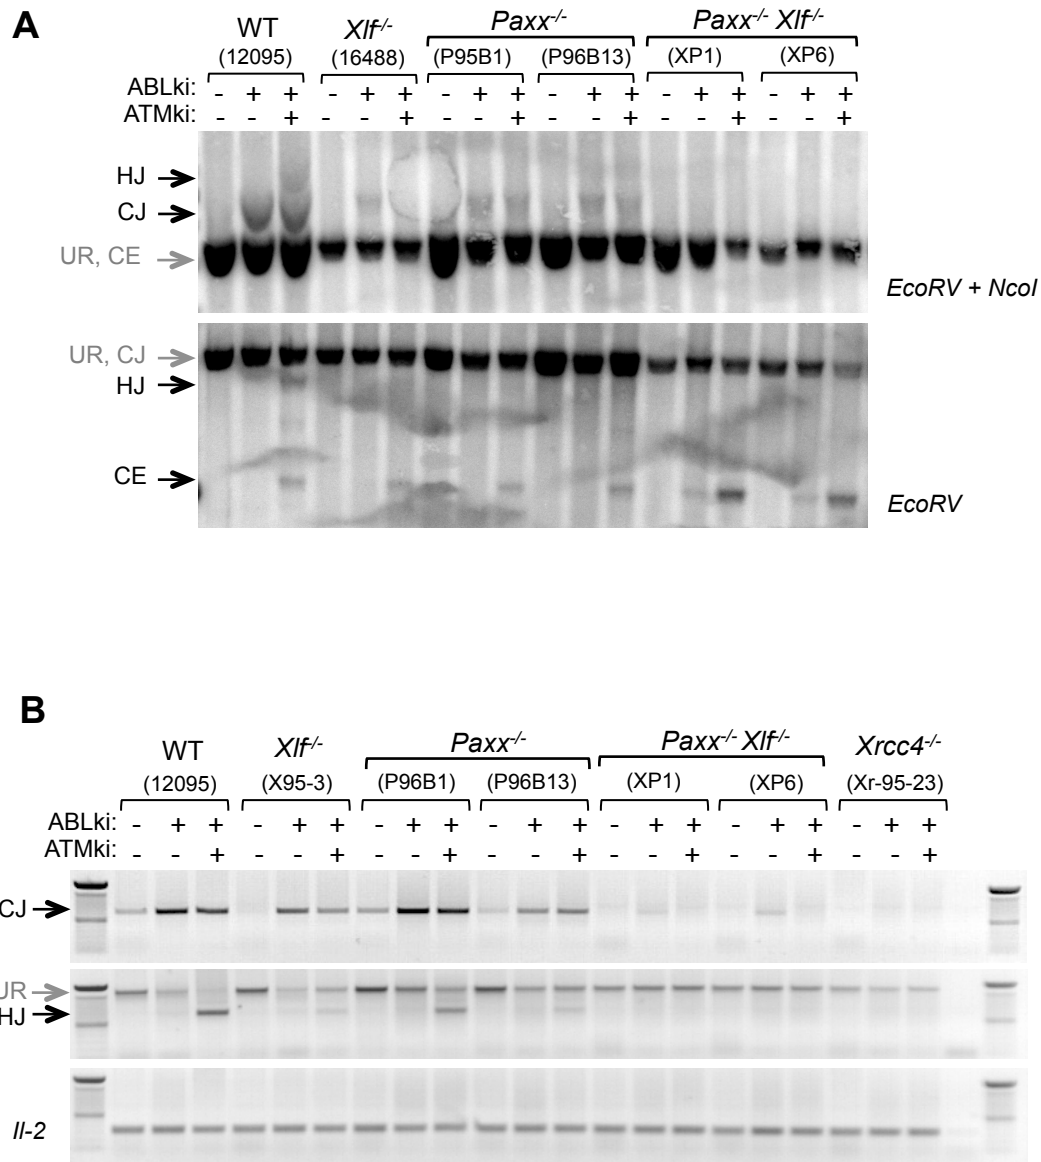 A
WT Xlf-/- Paxx-/- Paxx-/- Xlf-/-
(12095) (16488) (P95B1) (P96B13) (XP1) (XP6)
ABLki: - + + - + + - + + - + + - + + - + +
ATMki: - - + - - + - - + - - + - - + - - +
HJ
CJ
UR, CE
EcoRV + NcoI
UR, CJ
HJ
CE
EcoRV
B
WT Xlf-/- Paxx-/- Paxx-/- Xlf-/- Xrcc4-/-
(12095) (X95-3) (P96B1) (P96B13) (XP1) (XP6) (Xr-95-23)
ABLki: - + + - + + - + + - + + - + + - + + - + +
ATMki: - - + - - + - - + - - + - - + - - + - - +
CJ
UR
HJ
Il-2